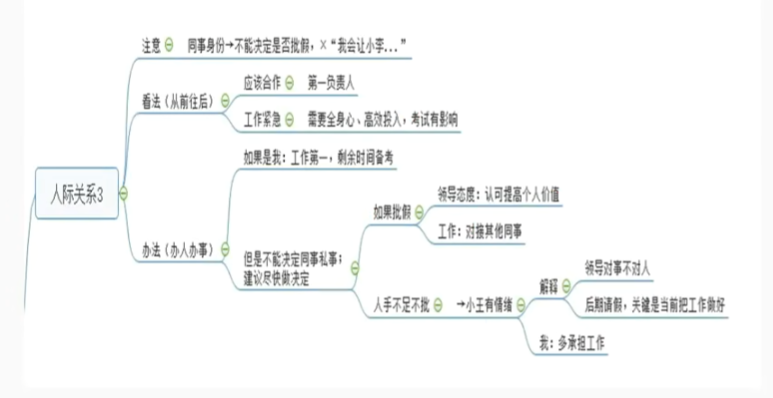 注意 同事身份→不能决定是否批假，×“我会让小李...”
看法（从前往后）
应该合作 第一负责人
工作紧急 需要全身心、高效投入，考试有影响
人际关系3
办法（办人办事）
如果是我：工作第一，剩余时间备考
但是不能决定同事私事；
建议尽快做决定
如果批假
领导态度：认可提高个人价值
工作：对接其他同事
人手不足不批 →小王有情绪
解释
领导对事不对人
后期请假，关键是当前把工作做好
我：多承担工作